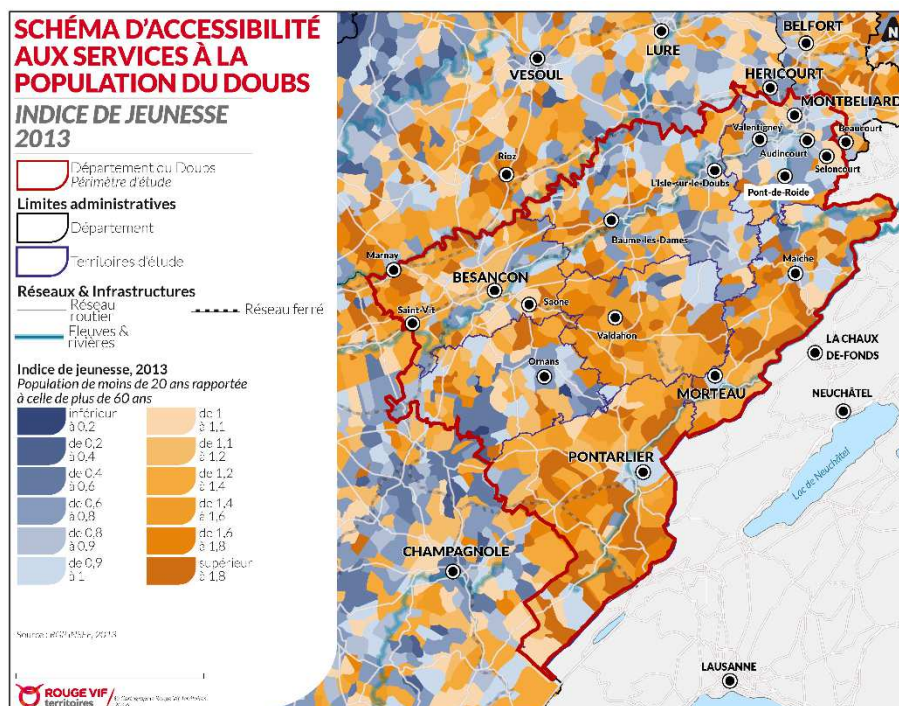 SCHÉMA D'ACCESSIBILITÉ
AUX SERVICES À LA
POPULATION DU DOUBS
INDICE DE JEUNESSE
2013
Département du Doubs
Périmètre d'étude
Limites administratives
Département
Territoires d'étude
Réseaux & Infrastructures
Réseau
routier
Réseau ferré
Fleuves &
rivières
Indice de jeunesse, 2013
Population de moins de 20 ans rapportée
à celle de plus de 60 ans
inférieur
à 0,2
de 0,2
à 0,4
de 0,4
à 0,6
de 0,6
à 0,8
de 0,8
à 0,9
de 0,9
à 1
de 1
à 1,1
de 1,1
à 1,2
de 1,2
à 1,4
de 1,4
à 1,6
de 1,6
à 1,8
supérieur
à 1,8
Source : RGP INSEE, 2013
ROUGE VIF
territoires
N
BELFORT
LURE
VESOUL
HERICOURT
MONTBELIARD
Valentigney
Beaucourt
Audincourt
Seloncourt
Rioz
L'Isle-sur-le-Doubs
Pont-de-Roide
Baume-les-Dames
Marnay
Maîche
BESANCON
Saint-Vit
Saône
Valdahon
LA CHAUX
DE-FONDS
Ornans
MORTEAU
NEUCHÂTEL
PONTARLIER
Lac de Neuchâtel
CHAMPAGNOLE
LAUSANNE